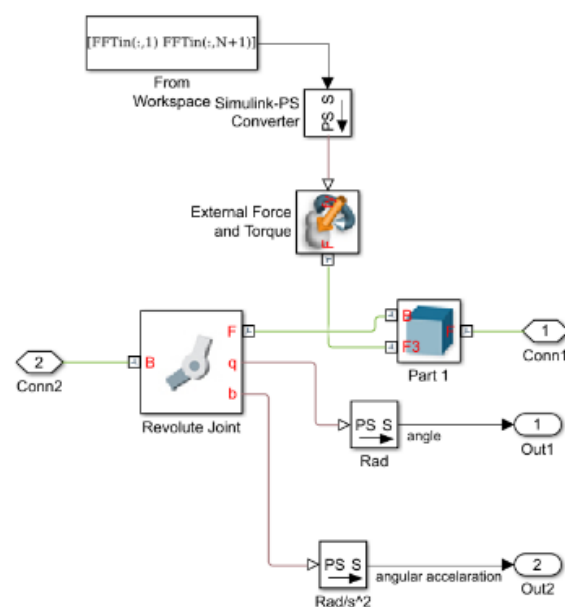 [FFTin(:,1) FFTin(:,N+1)]
From
Workspace
Simulink-PS
Converter
PS S
External Force
and Torque
F
B
F3
F
Part 1
1
Conn1
2
Conn2
B
F
q
b
Revolute Joint
PS S
Rad
angle
1
Out1
PS S
Rad/s^2
angular accelaration
2
Out2